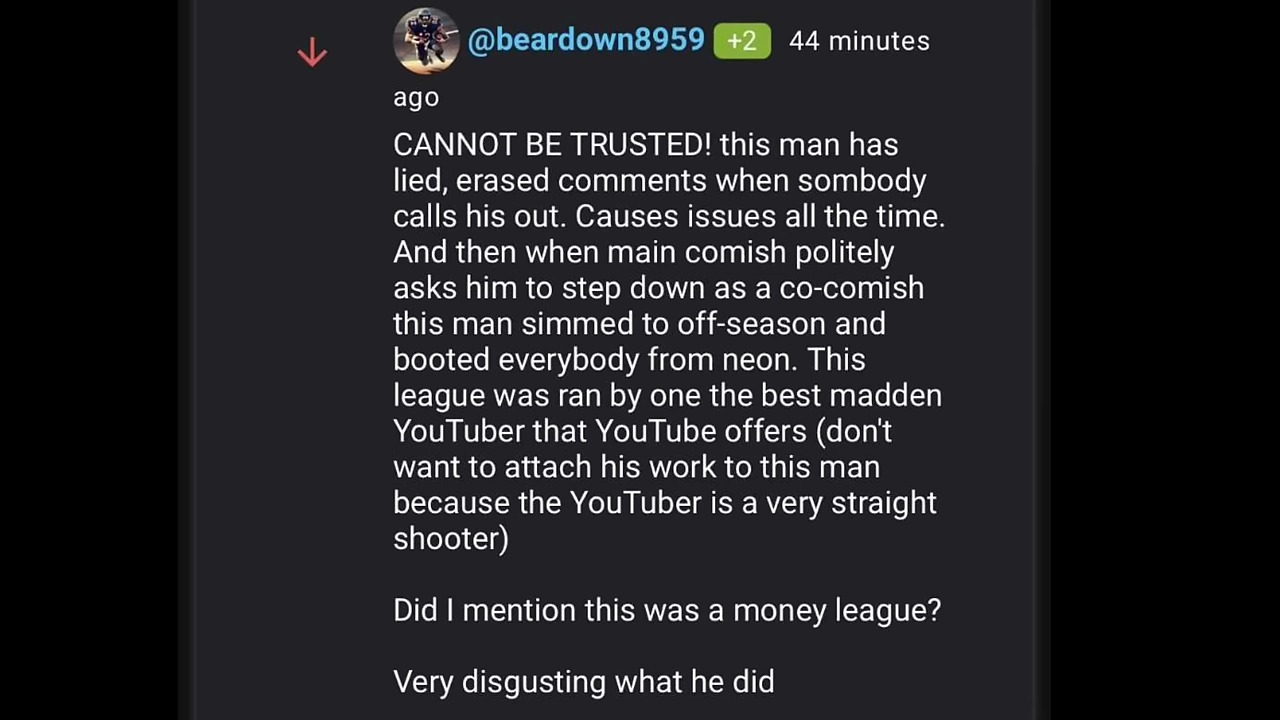 @beardown8959 +2 44 minutes
ago
CANNOT BE TRUSTED! this man has
lied, erased comments when sombody
calls his out. Causes issues all the time.
And then when main comish politely
asks him to step down as a co-comish
this man simmed to off-season and
booted everybody from neon. This
league was ran by one the best madden
YouTuber that YouTube offers (don't
want to attach his work to this man
because the YouTuber is a very straight
shooter)
Did I mention this was a money league?
Very disgusting what he did